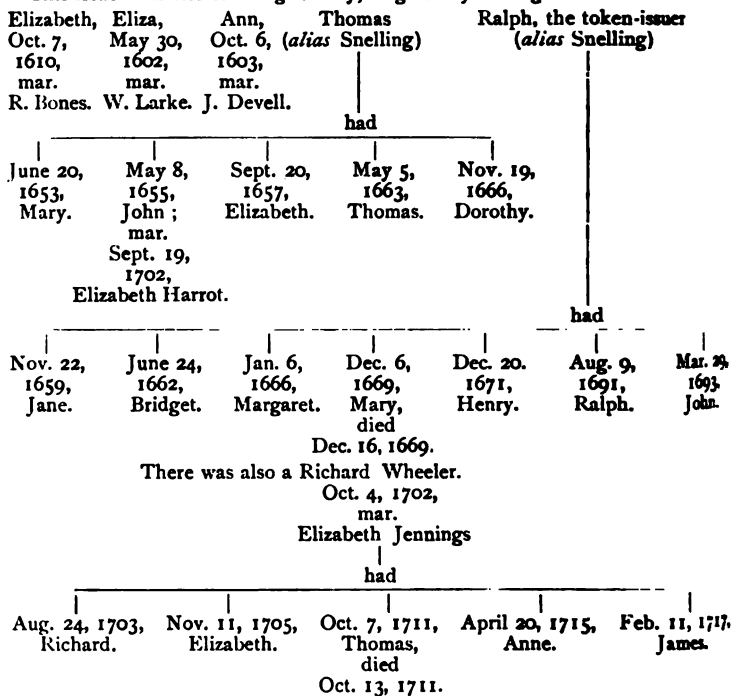 Elizabeth, Eliza, Ann, Thomas Ralph, the token-issuer
Oct. 7, May 30, Oct. 6, (alias Snelling) (alias Snelling)
1610, 1602, 1603,
mar. mar. mar.
R. Bones. W. Larke. J. Devell.
had
June 20, May 8, Sept. 20, May 5, Nov. 19,
1653, 1655, 1657, 1663, 1666,
Mary. John ; Elizabeth. Thomas. Dorothy.
mar.
Sept. 19,
1702,
Elizabeth Harrot.
had
Nov. 22, June 24, Jan. 6, Dec. 6, Dec. 20. Aug. 9, Mar. 29,
1659, 1662, 1666, 1669, 1671, 1691, 1693,
Jane. Bridget. Margaret. Mary, Henry. Ralph. John.
died
Dec. 16, 1669.
There was also a Richard Wheeler.
Oct. 4, 1702,
mar.
Elizabeth Jennings
had
Aug. 24, 1703, Nov. 11, 1705, Oct. 7, 1711, April 20, 1715, Feb. 11, 1717,
Richard. Elizabeth. Thomas, Anne. James.
died
Oct. 13, 1711.